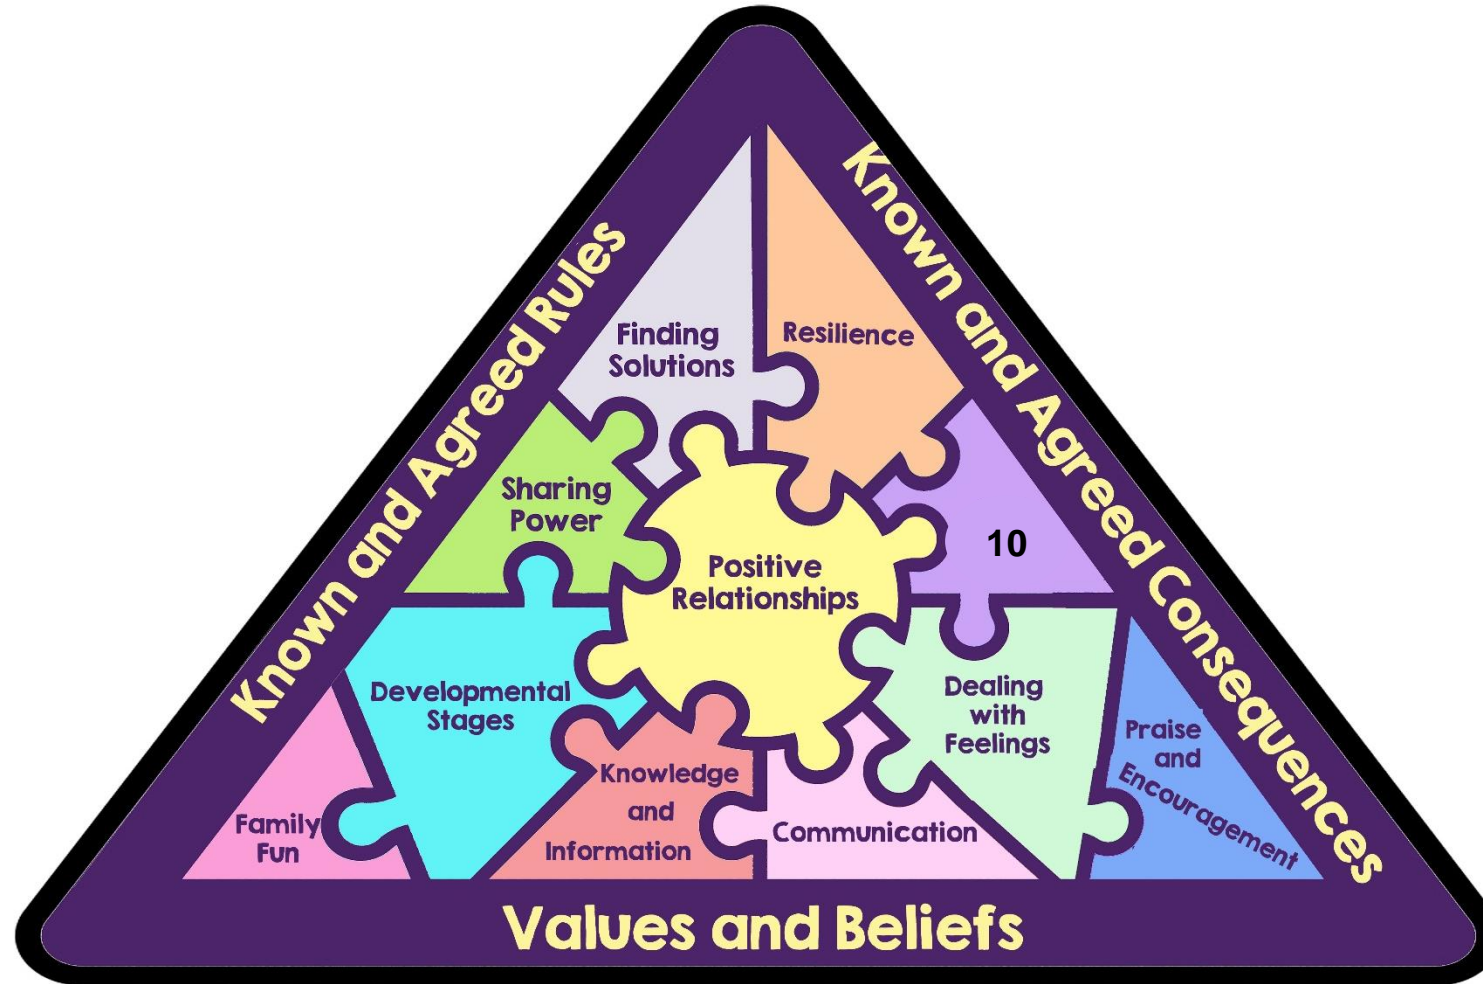 Known and Agreed Rules
Known and Agreed Consequences
Finding
Solutions
Resilience
Sharing
Power
10
Positive
Relationships
Developmental
Stages
Dealing
with
Feelings
Praise
and
Encouragement
Family
Fun
Knowledge
and
Information
Communication
Values and Beliefs